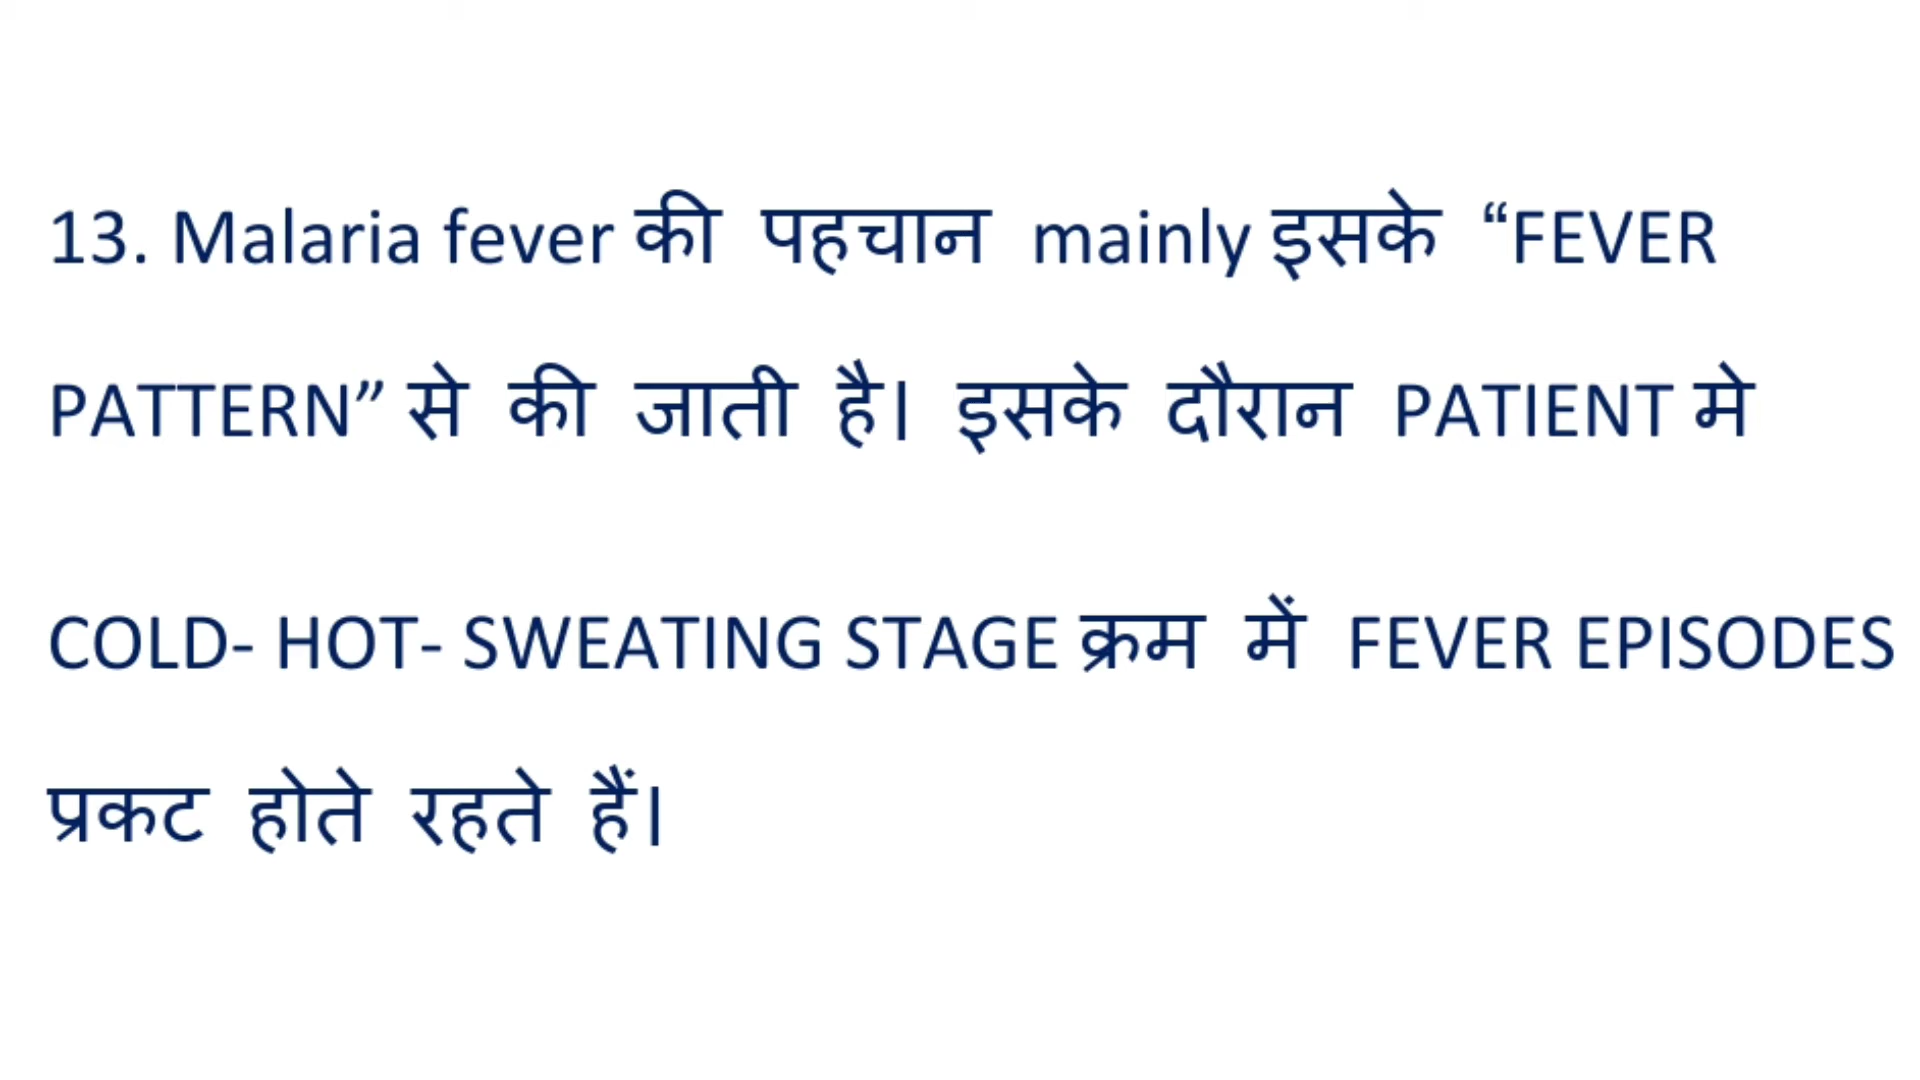 13. Malaria fever की पहचान mainly इसके “FEVER
PATTERN” से की जाती है। इसके दौरान PATIENT मे
COLD- HOT- SWEATING STAGE क्रम में FEVER EPISODES
प्रकट होते रहते हैं।